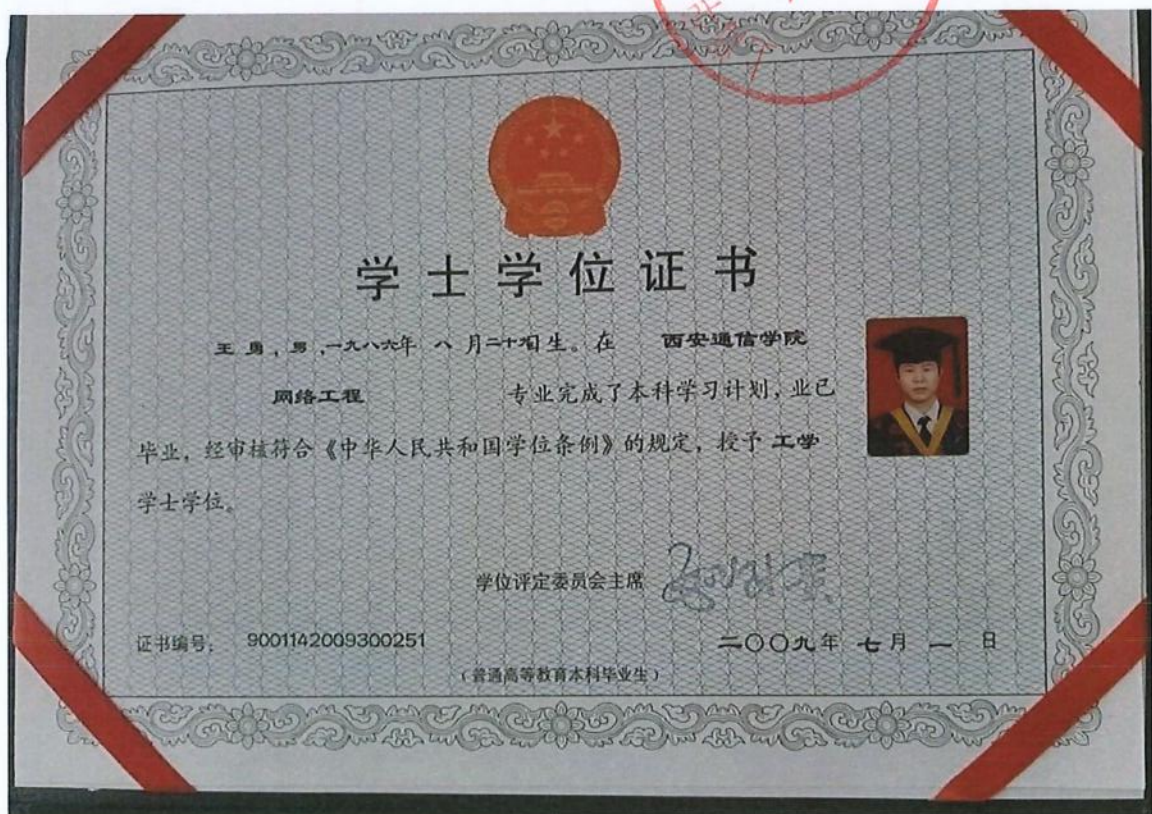 学士学位证书
王勇,男,一九八六年 八 月二十 日生。在 西安通信学院
网络工程 专业完成了本科学习计划,业已
毕业,经审核符合《中华人民共和国学位条例》的规定,授予 工学
学士学位。
学位评定委员会主席
证书编号: 9001142009300251 二〇〇九年 七月 一 日
(普通高等教育本科毕业生)